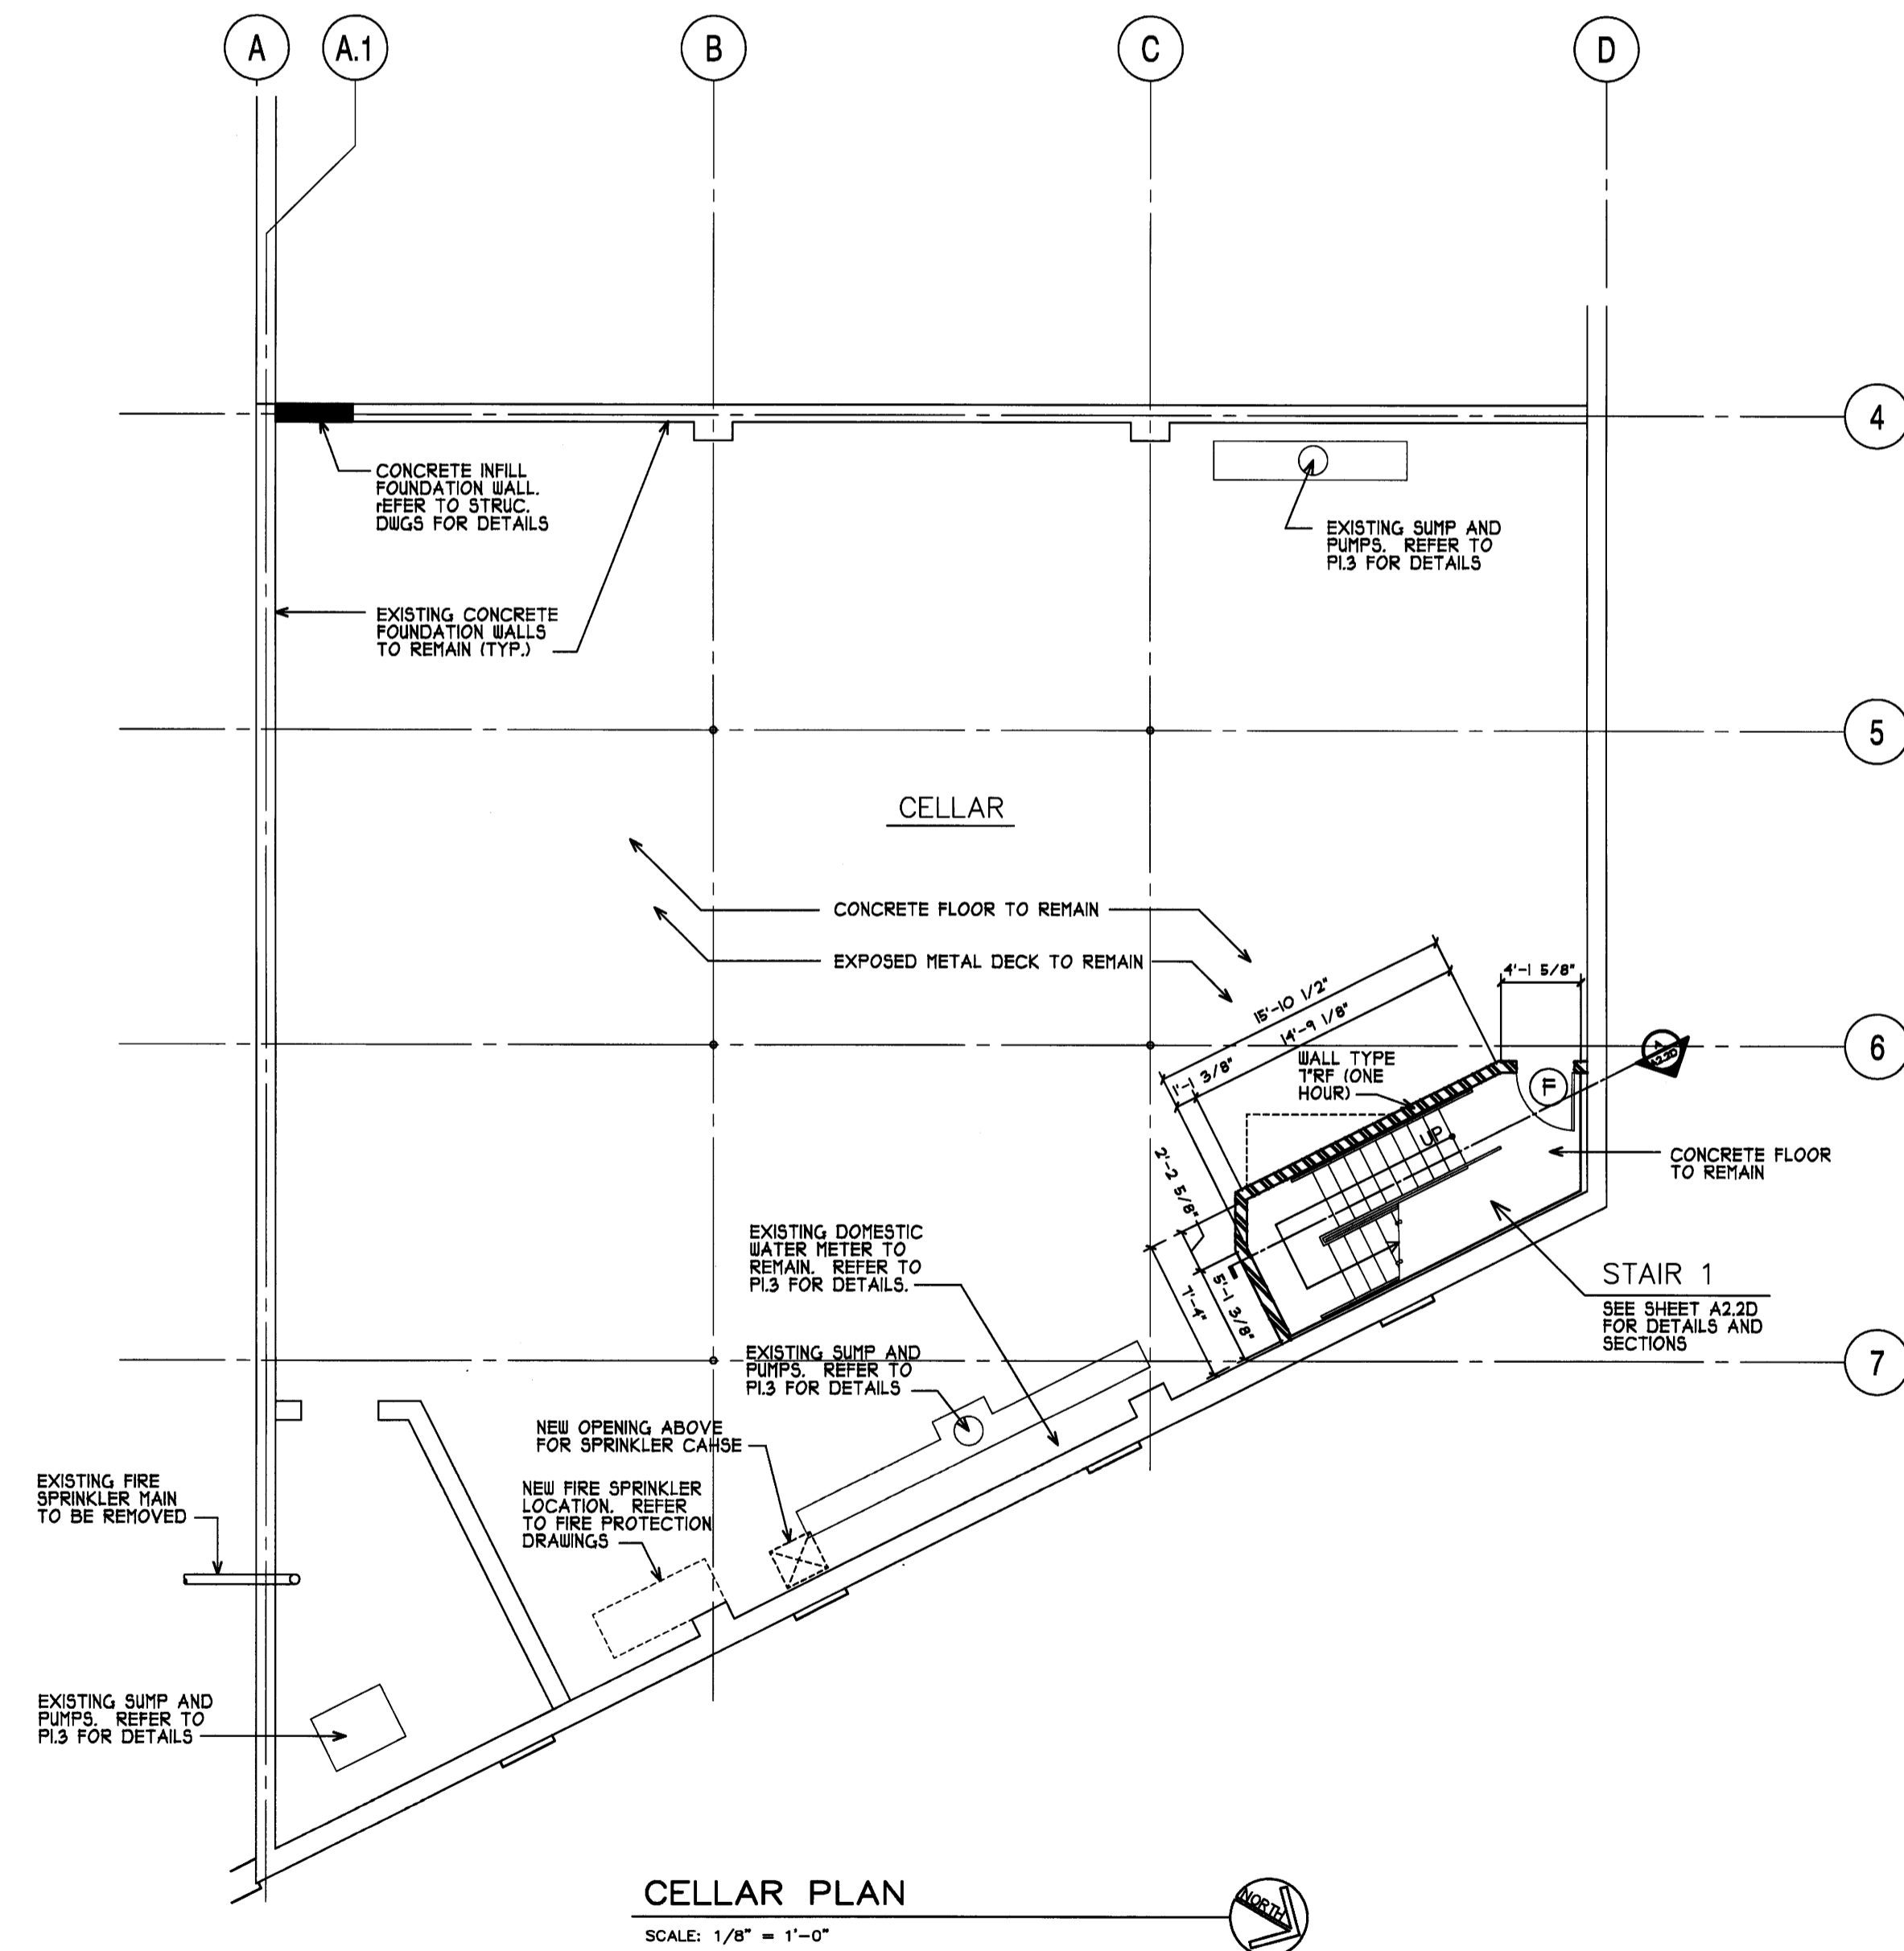 A
A.1
B
C
D
4
CONCRETE INFILL
FOUNDATION WALL.
rEFER TO STRUC.
DWGS FOR DETAILS
EXISTING SUMP AND
PUMPS. REFER TO
P1.3 FOR DETAILS
EXISTING CONCRETE
FOUNDATION WALLS
TO REMAIN (TYP.)
5
CELLAR
CONCRETE FLOOR TO REMAIN
EXPOSED METAL DECK TO REMAIN
4'-1 5/8"
15'-10 1/2"
14'-9 1/8"
1'-1 3/8"
6
A
A2.2D
WALL TYPE
7"RF (ONE
HOUR)
F
UP
CONCRETE FLOOR
TO REMAIN
2'-2 5/8"
5'-1 3/8"
7'-4"
EXISTING DOMESTIC
WATER METER TO
REMAIN. REFER TO
P1.3 FOR DETAILS.
STAIR 1
SEE SHEET A2.2D
FOR DETAILS AND
SECTIONS
7
EXISTING SUMP AND
PUMPS. REFER TO
P1.3 FOR DETAILS
NEW OPENING ABOVE
FOR SPRINKLER CAHSE
NEW FIRE SPRINKLER
LOCATION. REFER
TO FIRE PROTECTION
DRAWINGS
EXISTING FIRE
SPRINKLER MAIN
TO BE REMOVED
EXISTING SUMP AND
PUMPS. REFER TO
P1.3 FOR DETAILS
CELLAR PLAN
SCALE: 1/8" = 1'-0"
NORTH